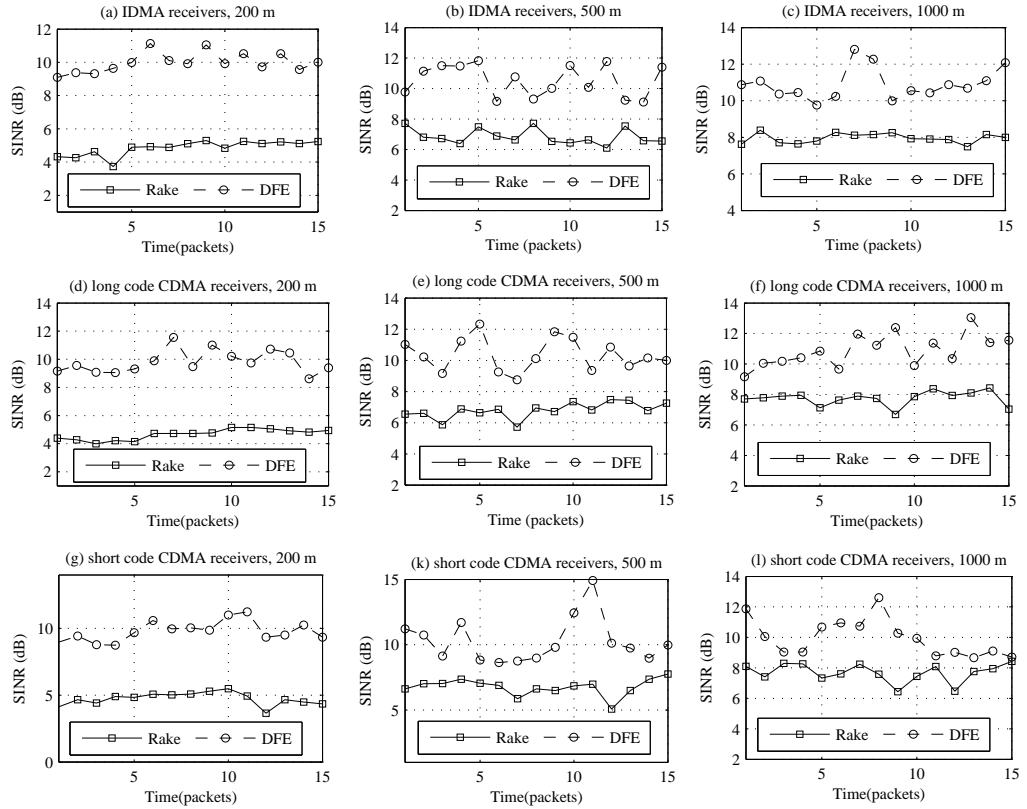 (a) IDMA receivers, 200 m
12
10
8
6
4
2
SINR (dB)
Rake
DFE
5
10
15
Time(packets)
(b) IDMA receivers, 500 m
14
12
10
8
6
4
2
SINR (dB)
Rake
DFE
5
10
15
Time (packets)
(c) IDMA receivers, 1000 m
14
12
10
8
6
4
SINR (dB)
Rake
DFE
5
10
15
Time(packets)
(d) long code CDMA receivers, 200 m
14
12
10
8
6
4
2
SINR (dB)
Rake
DFE
5
10
15
Time(packets)
(e) long code CDMA receivers, 500 m
14
12
10
8
6
4
2
SINR (dB)
Rake
DFE
5
10
15
Time (packets)
(f) long code CDMA receivers, 1000 m
14
12
10
8
6
4
2
SINR (dB)
Rake
DFE
5
10
15
Time(packets)
(g) short code CDMA receivers, 200 m
10
5
0
SINR (dB)
Rake
DFE
5
10
15
Time(packets)
(k) short code CDMA receivers, 500 m
15
10
5
SINR (dB)
Rake
DFE
5
10
15
Time(packets)
(l) short code CDMA receivers, 1000 m
14
12
10
8
6
4
2
SINR (dB)
Rake
DFE
5
10
15
Time(packets)